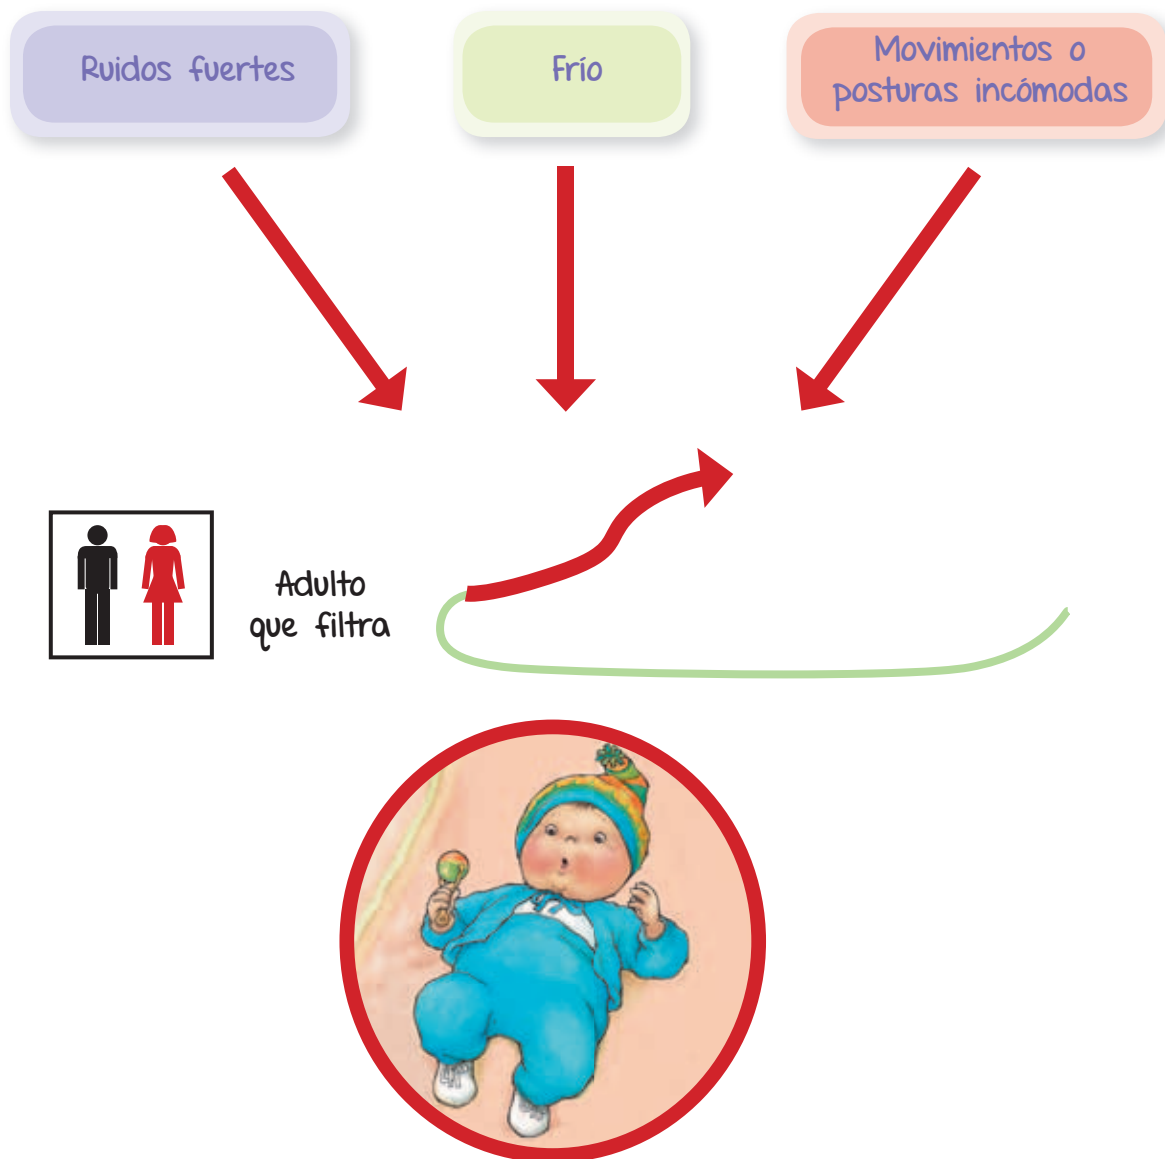 Ruidos fuertes
Frío
Movimientos o
posturas incómodas
Adulto
que filtra